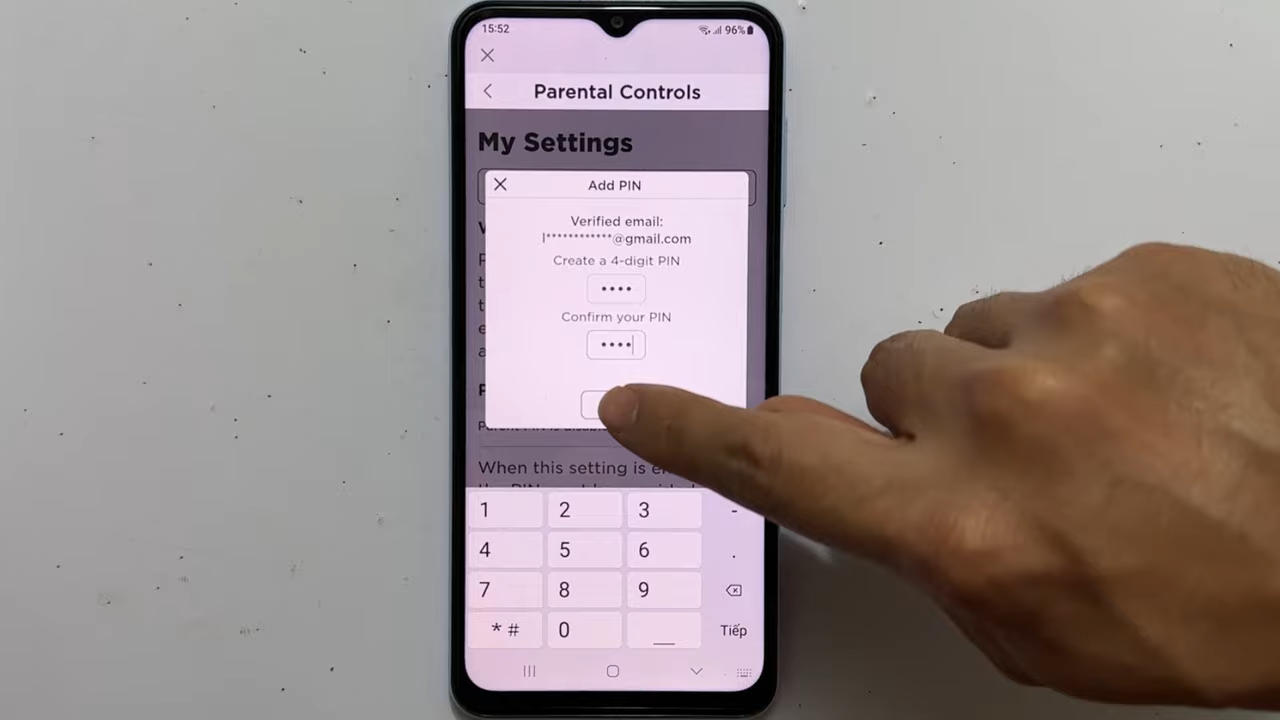 15:52
96%
Parental Controls
My Settings
Add PIN
Verified email:
l************@gmail.com
Create a 4-digit PIN
••••
Confirm your PIN
••••
When this setting is
1 2 3 -
4 5 6 .
7 8 9
* # 0
Tiếp